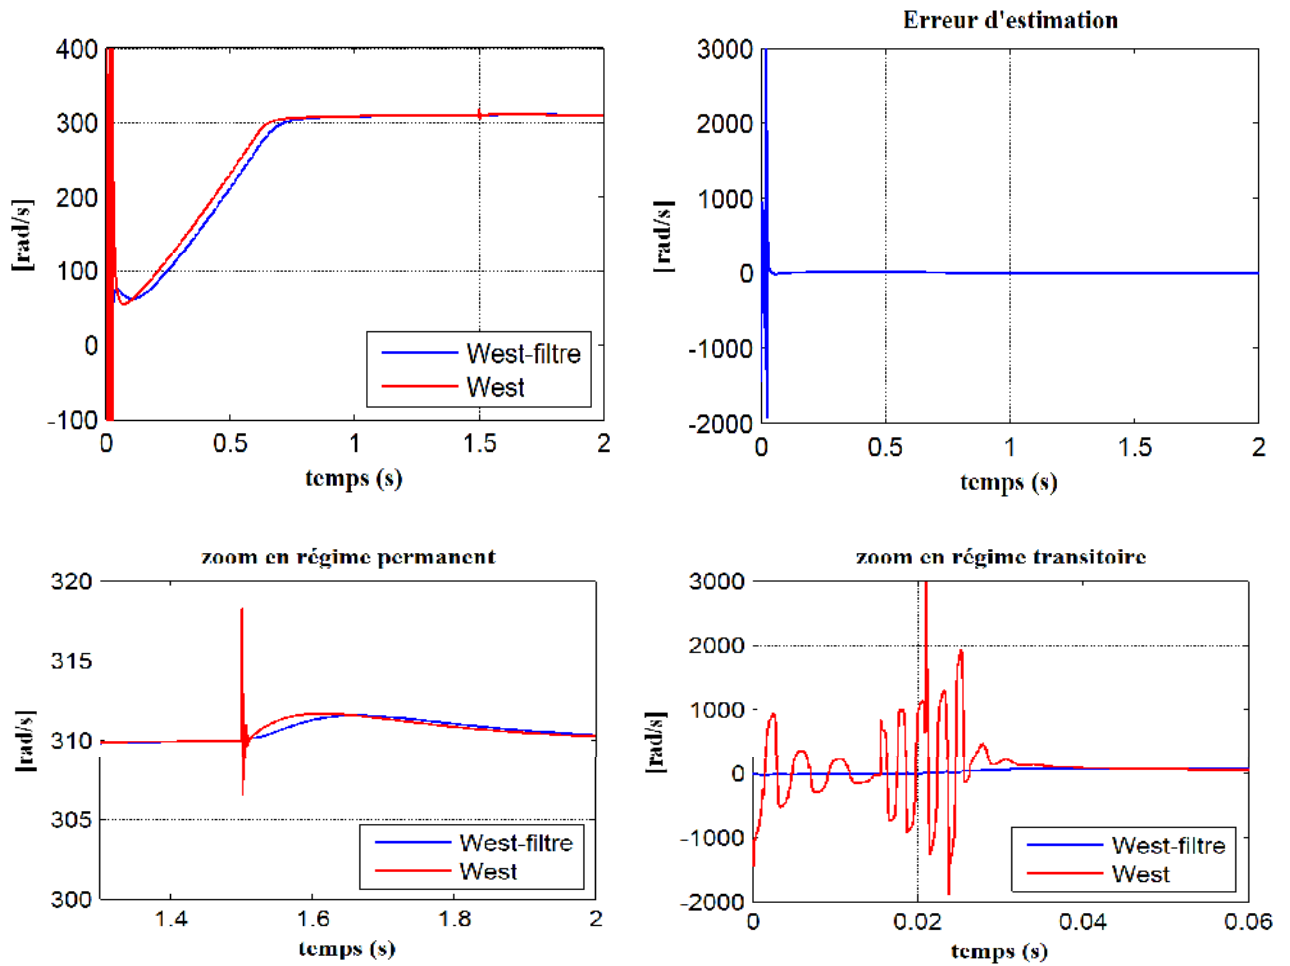 400
300
200
100
0
-100
[rad/s]
West-filtre
West
0
0.5
1
1.5
2
temps (s)
Erreur d'estimation
3000
2000
1000
0
-1000
-2000
[rad/s]
0
0.5
1
1.5
2
temps (s)
zoom en régime permanent
320
315
310
305
300
[rad/s]
West-filtre
West
1.4
1.6
1.8
2
temps (s)
zoom en régime transitoire
3000
2000
1000
0
-1000
-2000
[rad/s]
West-filtre
West
0
0.02
0.04
0.06
temps (s)